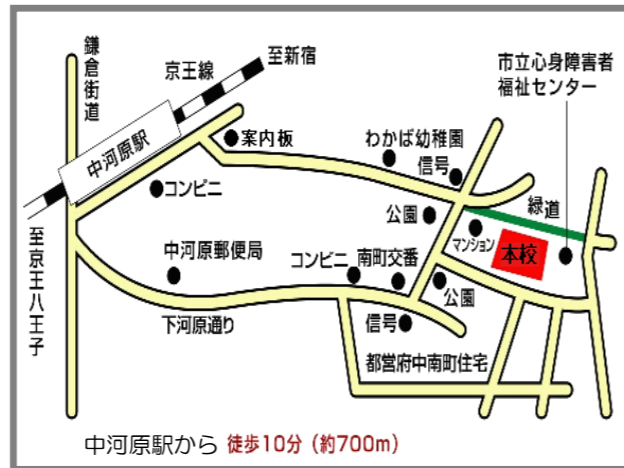 鎌倉街道
京王線
至新宿
市立心身障害者
福祉センター
中河原駅
案内板
わかば幼稚園
信号
コンビニ
公園
緑道
マンション
本校
至京王八王子
中河原郵便局
コンビニ
南町交番
公園
下河原通り
信号
都営府中南町住宅
中河原駅から 徒歩10分（約700m）